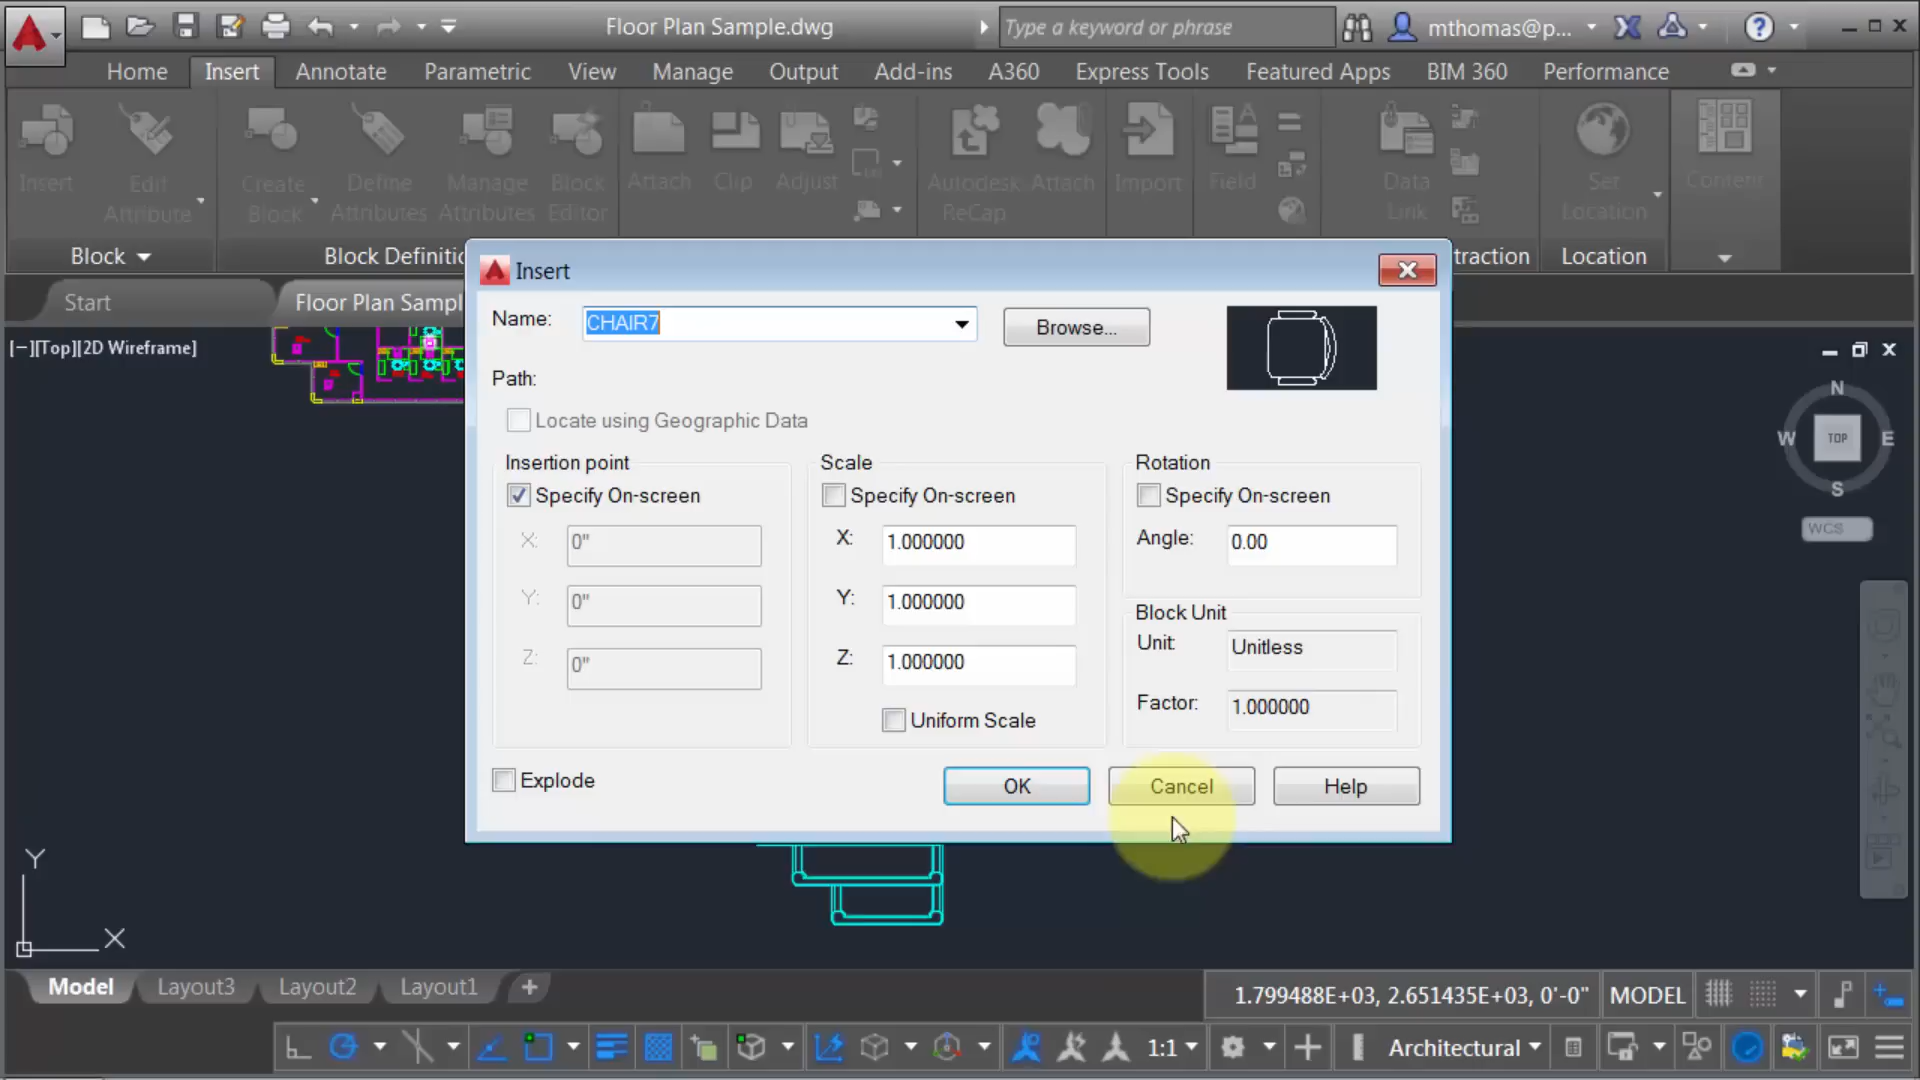 Floor Plan Sample.dwg
Type a keyword or phrase
mthomas@p...
Home Insert Annotate Parametric View Manage Output Add-ins A360 Express Tools Featured Apps BIM 360 Performance
Insert
Edit Attribute
Create Block
Define Attributes
Manage Attributes
Block Editor
Attach
Clip
Adjust
Autodesk ReCap
Attach
Import
Field
Data Link
Set Location
Content
Block
Block Definitio
traction
Location
Start
Floor Plan Sampl
[−][Top][2D Wireframe]
Insert
Name: CHAIR7
Browse...
Path:
Locate using Geographic Data
Insertion point
Specify On-screen
X: 0"
Y: 0"
Z: 0"
Scale
Specify On-screen
X: 1.000000
Y: 1.000000
Z: 1.000000
Uniform Scale
Rotation
Specify On-screen
Angle: 0.00
Block Unit
Unit: Unitless
Factor: 1.000000
Explode
OK
Cancel
Help
N
W TOP E
S
WCS
Y
X
Model Layout3 Layout2 Layout1 +
1.799488E+03, 2.651435E+03, 0'-0" MODEL
1:1
Architectural